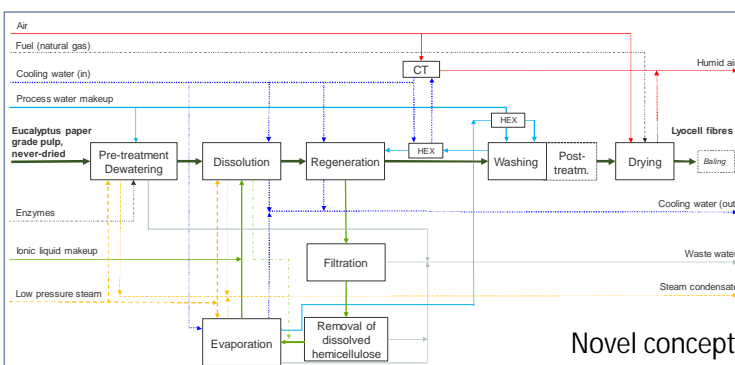 Air
Fuel (natural gas)
Cooling water (in)
CT
Humid air
Process water makeup
HEX
Eucalyptus paper
grade pulp,
never-dried
Pre-treatment
Dewatering
Dissolution
Regeneration
HEX
Washing
Post-
treatm.
Drying
Lyocell fibres
Baling
Enzymes
Cooling water (out)
Ionic liquid makeup
Filtration
Waste water
Low pressure steam
Steam condensate
Evaporation
Removal of
dissolved
hemicellulose
Novel concept